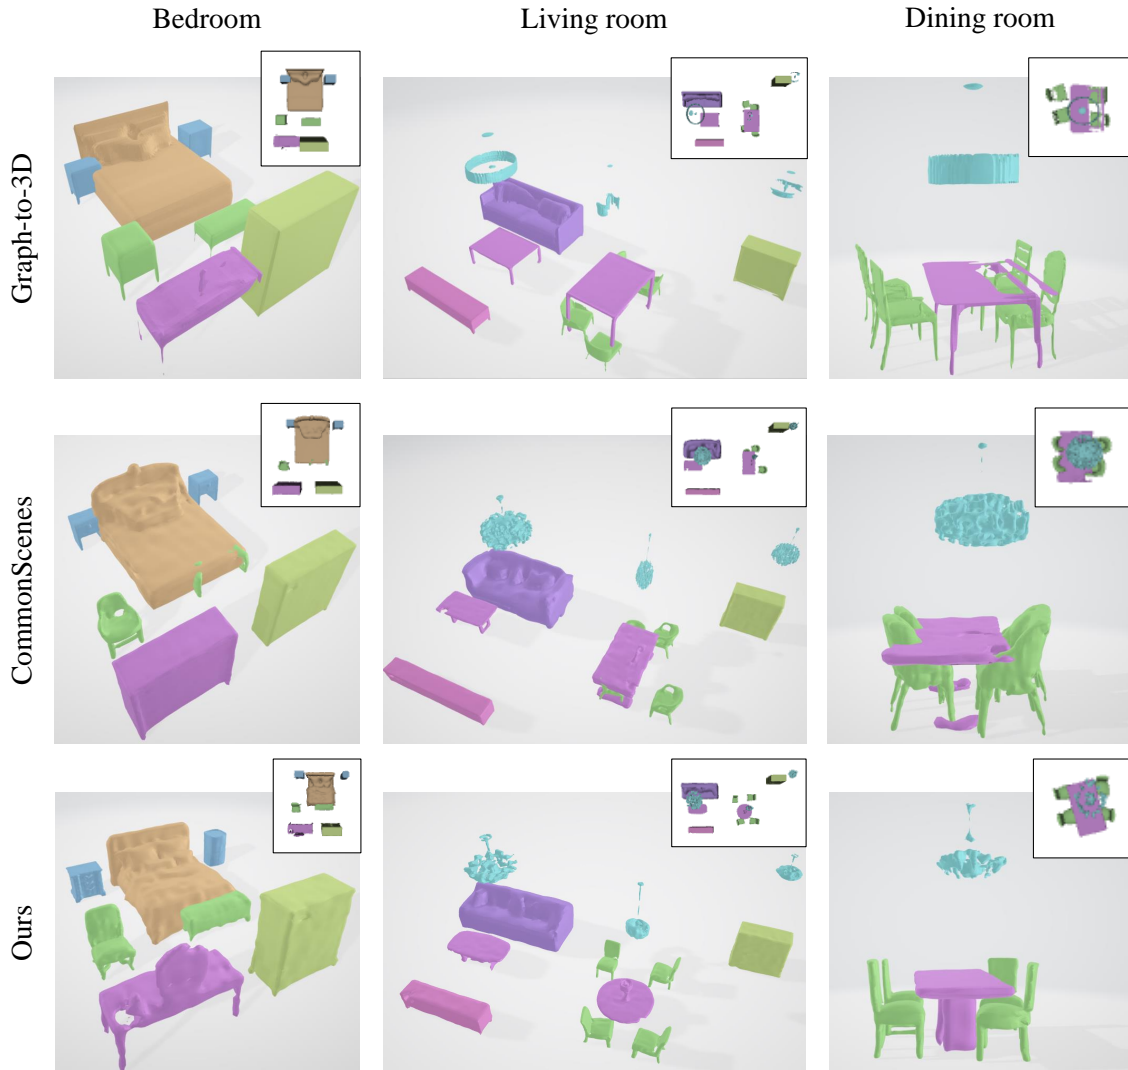 Bedroom
Living room
Dining room
Graph-to-3D
CommonScenes
Ours